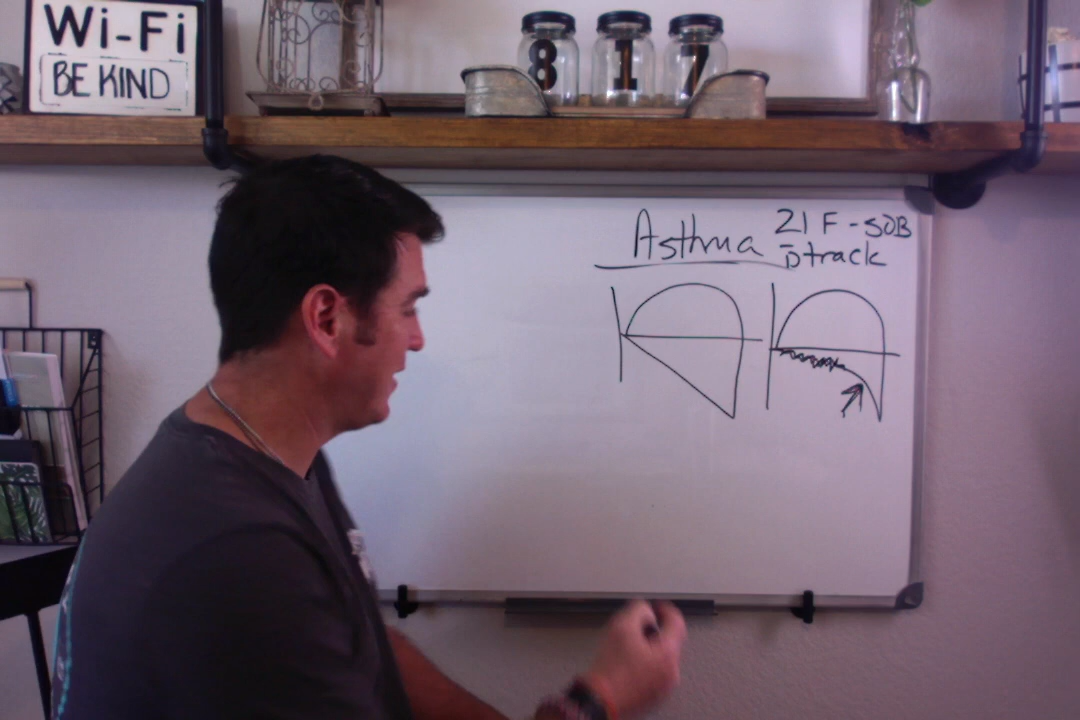 Wi-Fi
BE KIND
8 1 7
Asthma
21 F - SOB
c̄ track